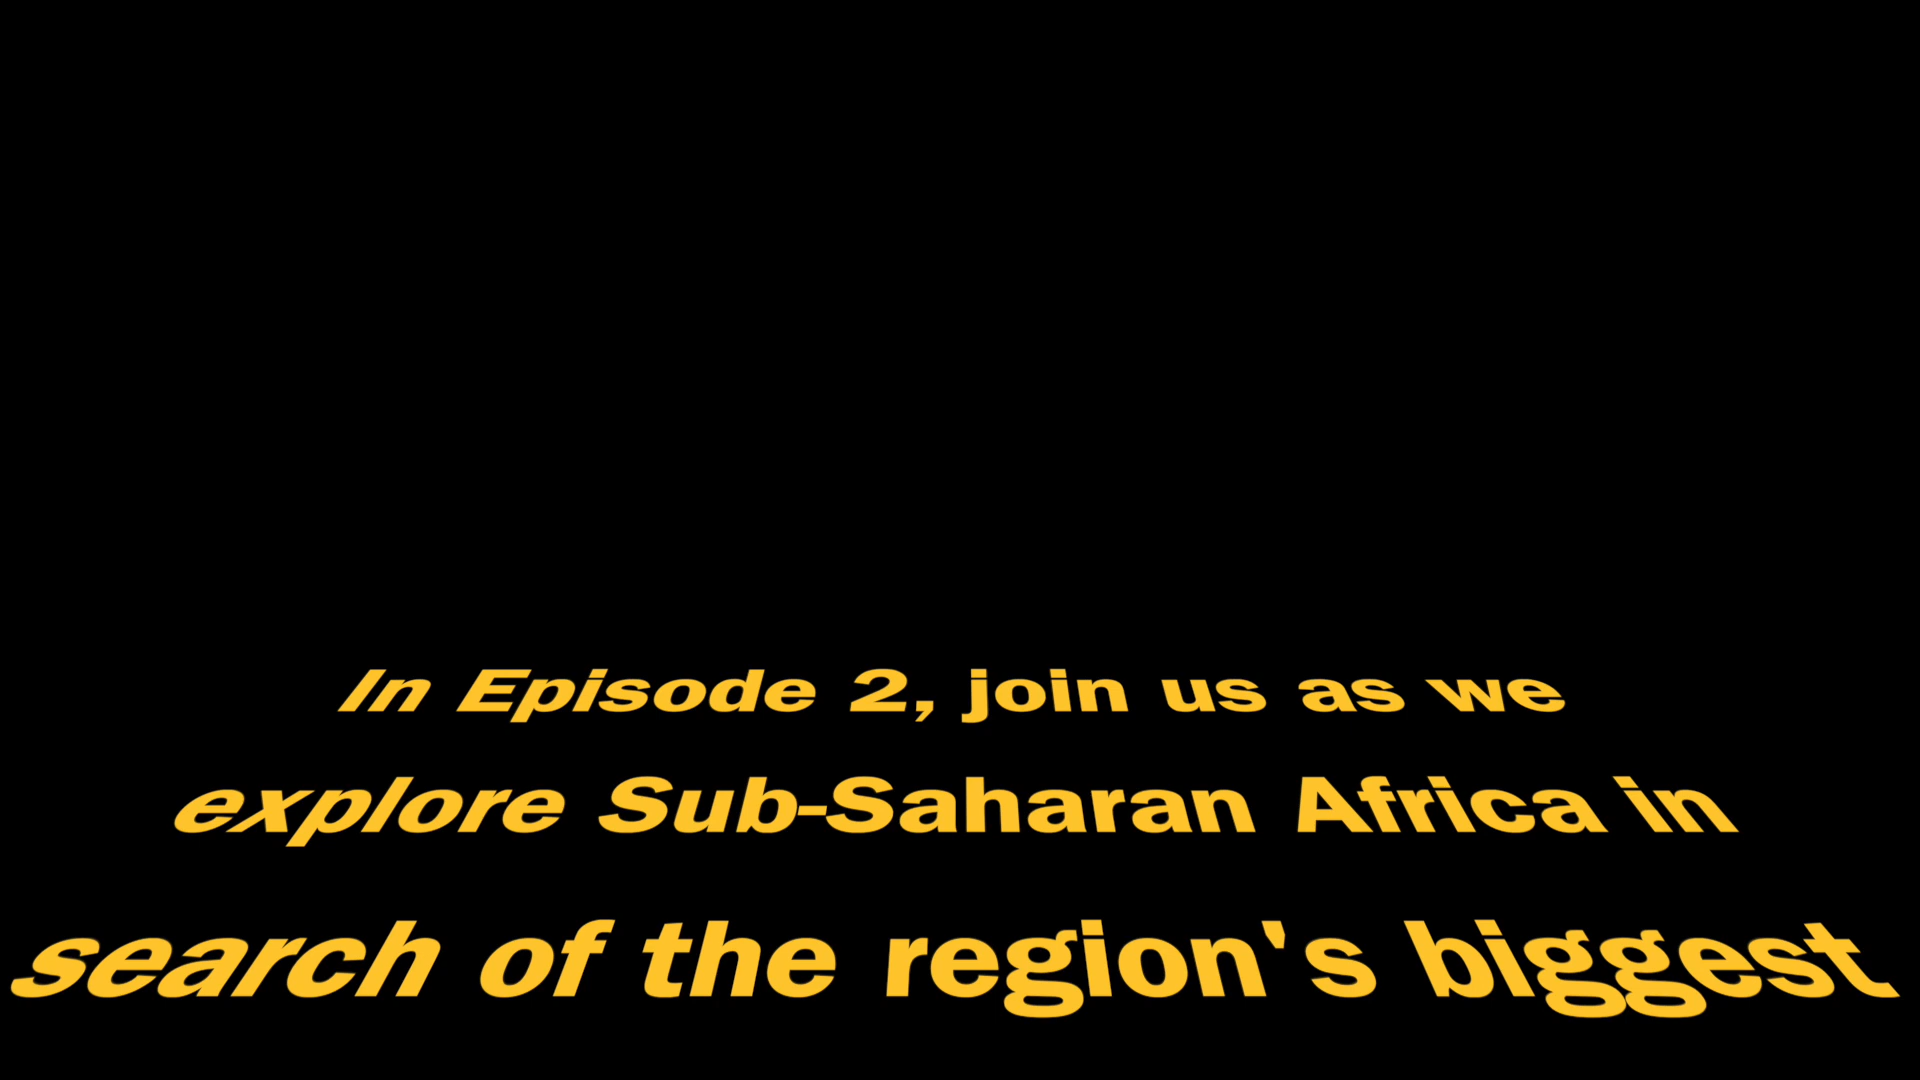 In Episode 2, join us as we
explore Sub-Saharan Africa in
search of the region's biggest